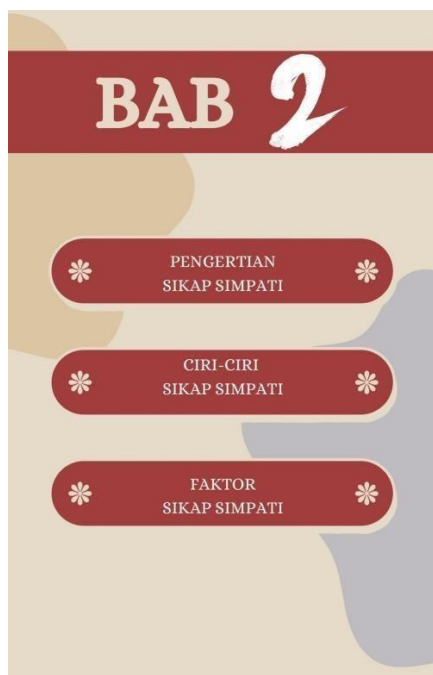 BAB 2
PENGERTIAN
SIKAP SIMPATI
CIRI-CIRI
SIKAP SIMPATI
FAKTOR
SIKAP SIMPATI